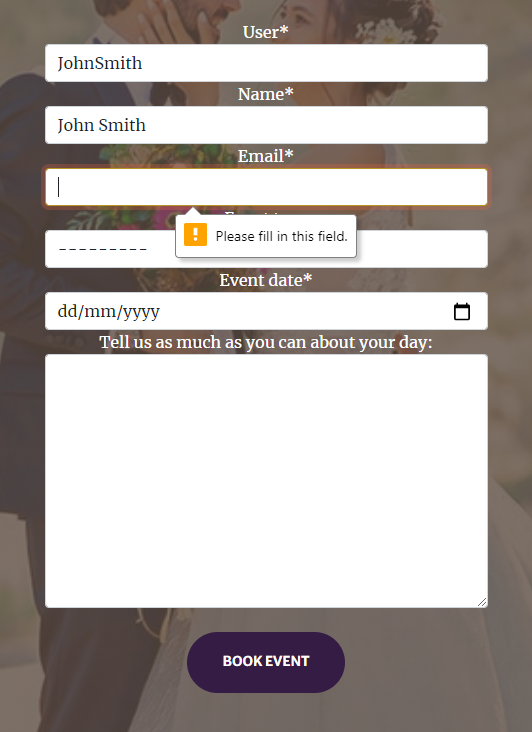 User*
JohnSmith
Name*
John Smith
Email*
Please fill in this field.
---------
Event date*
dd/mm/yyyy
Tell us as much as you can about your day:
BOOK EVENT